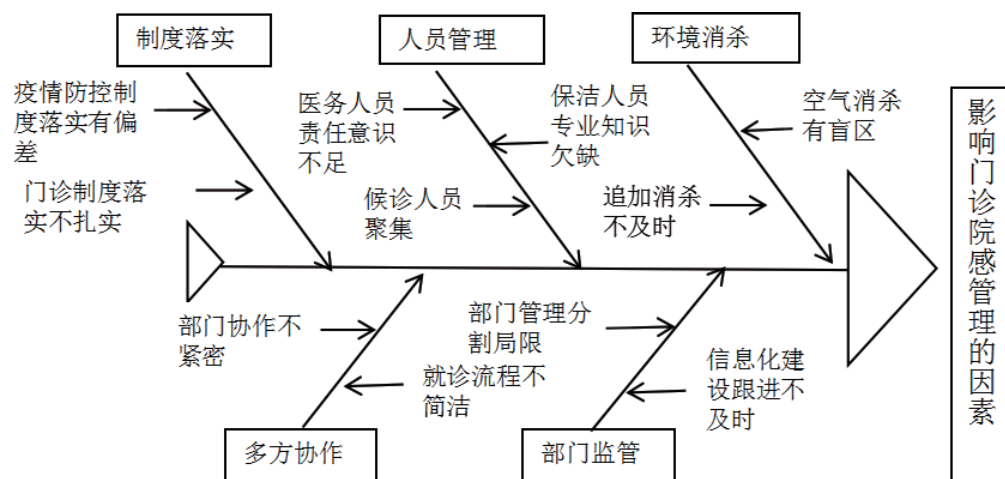 制度落实
人员管理
环境消杀
疫情防控制
度落实有偏
差
门诊制度落
实不扎实
医务人员
责任意识
不足
保洁人员
专业知识
欠缺
候诊人员
聚集
空气消杀
有盲区
追加消杀
不及时
部门协作不
紧密
就诊流程不
简洁
部门管理分
割局限
信息化建
设跟进不
及时
多方协作
部门监管
影响门诊院感管理的因素